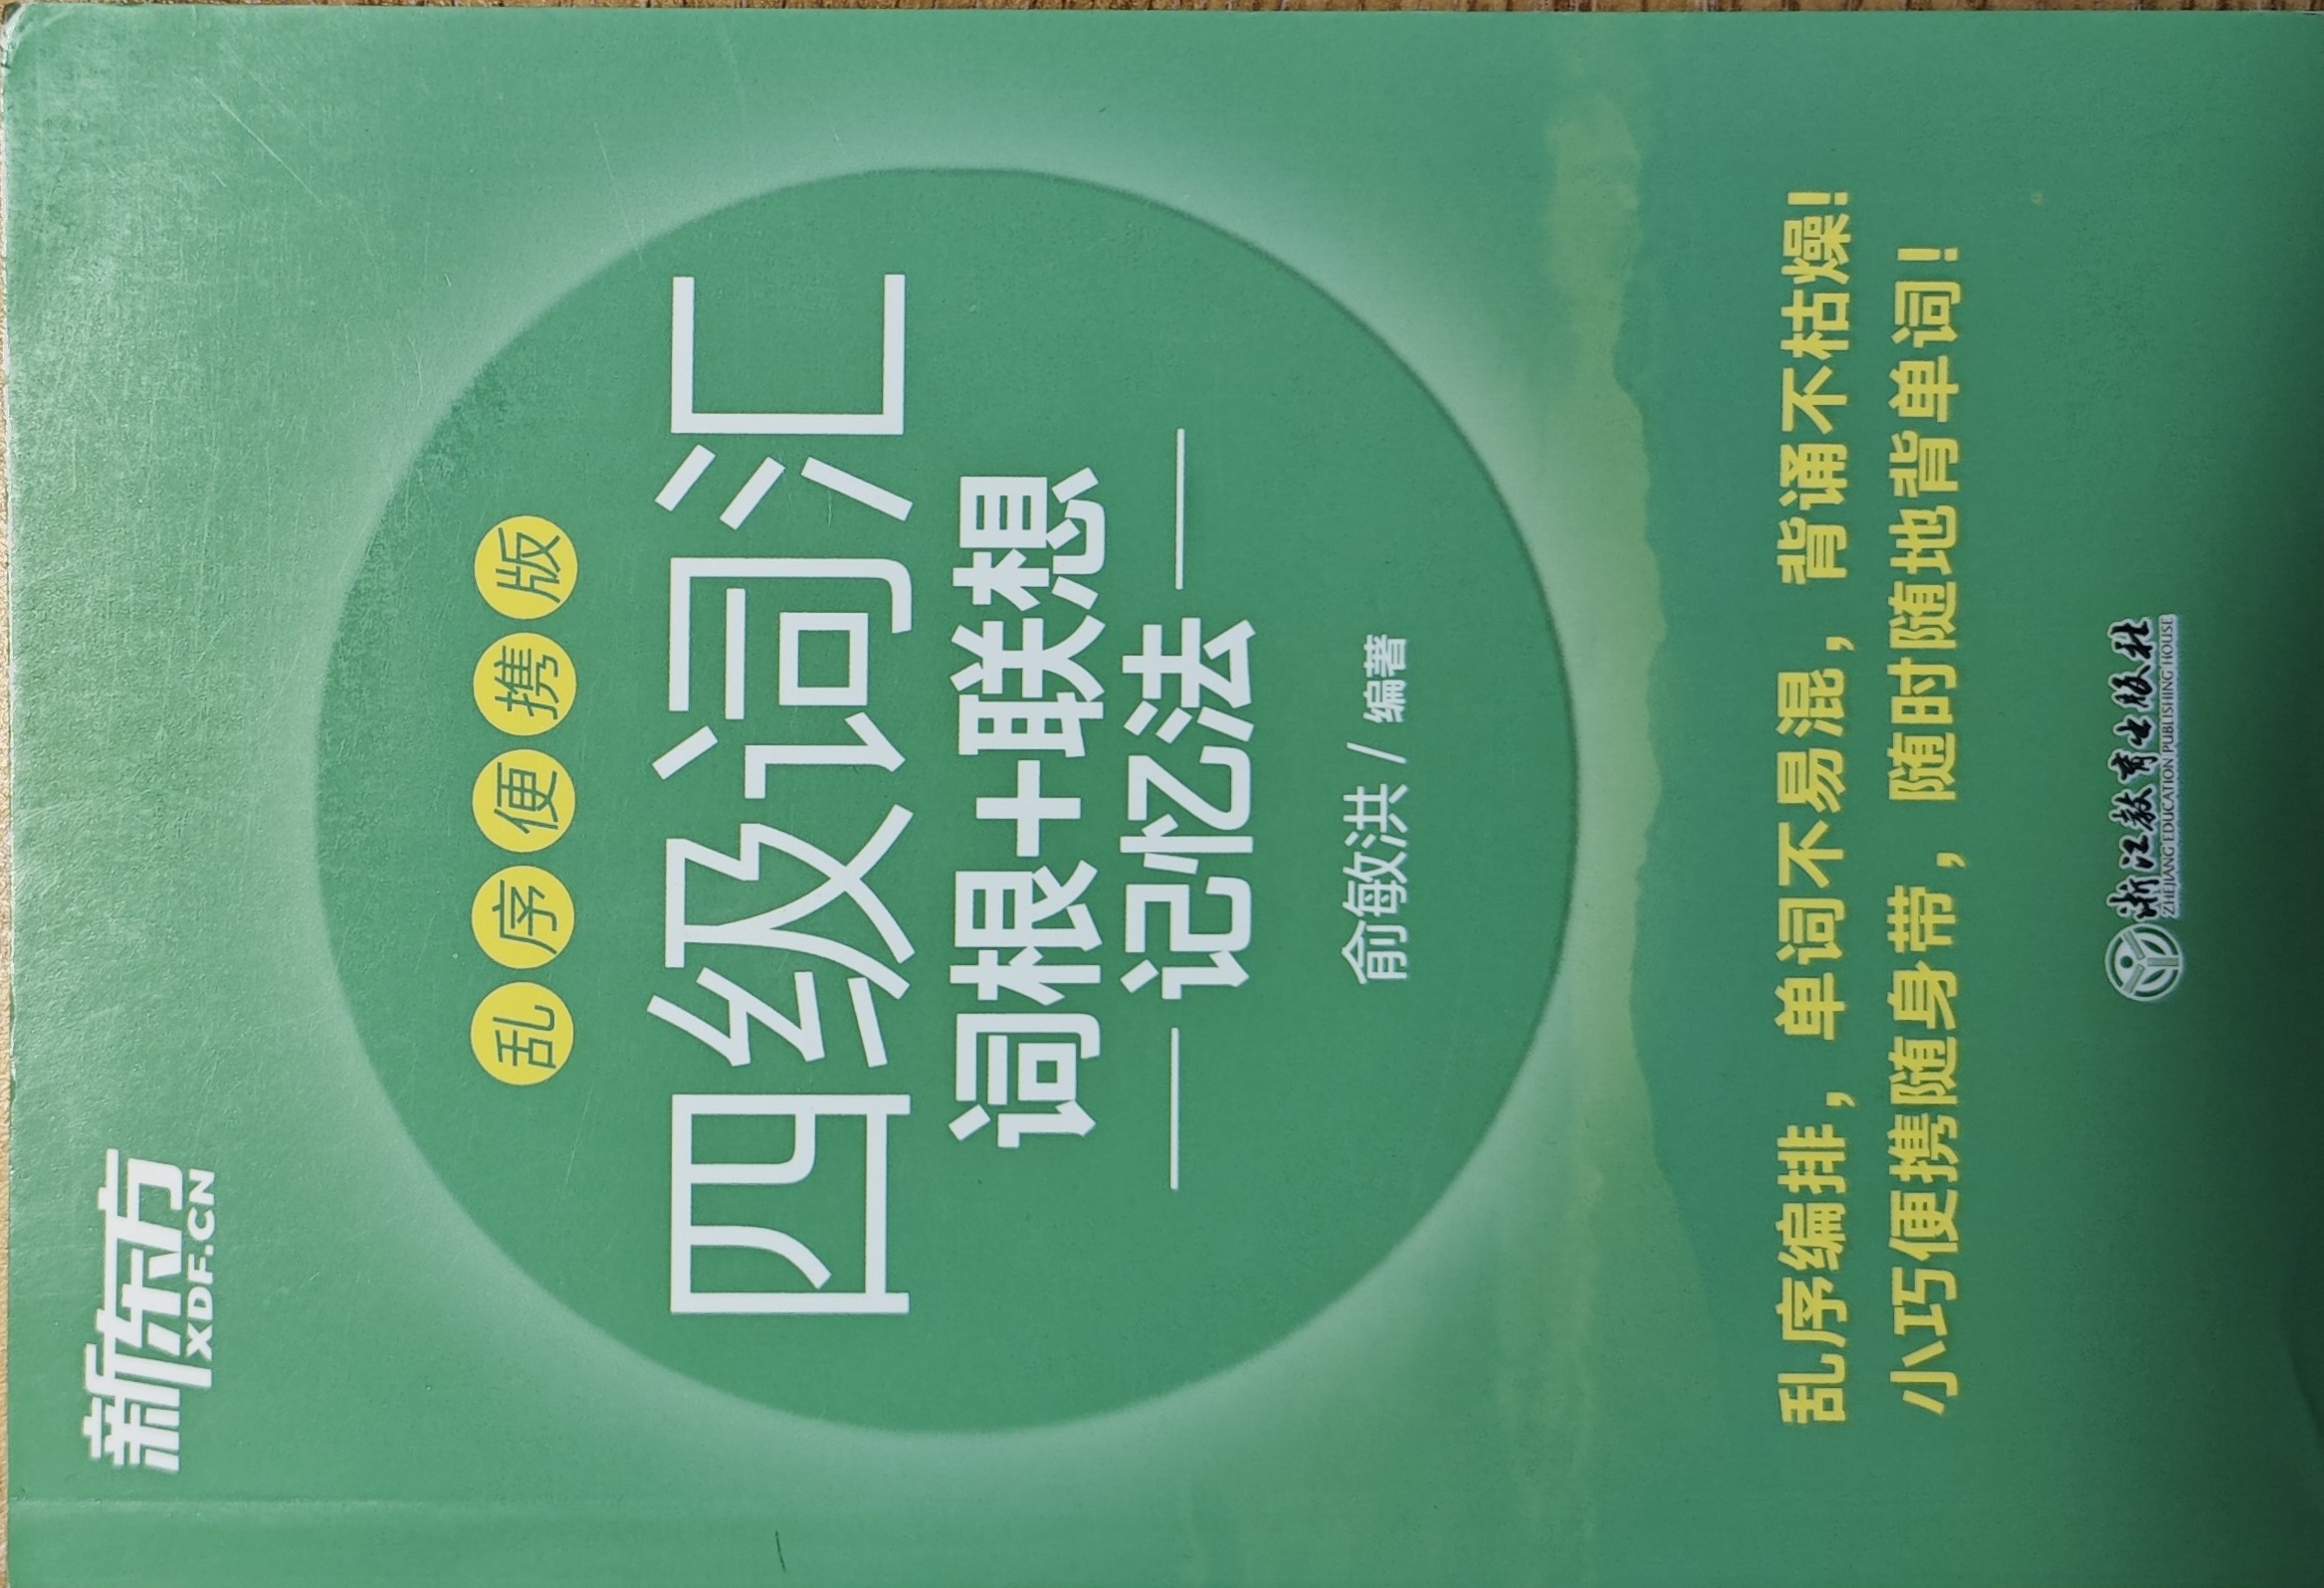 新东方
XDF.CN
乱序便携版
四级词汇
词根+联想
记忆法
俞敏洪/编著
乱序编排，单词不易混，背诵不枯燥！
小巧便携随身带，随时随地背单词！
浙江教育出版社
ZHEJIANG EDUCATION PUBLISHING HOUSE